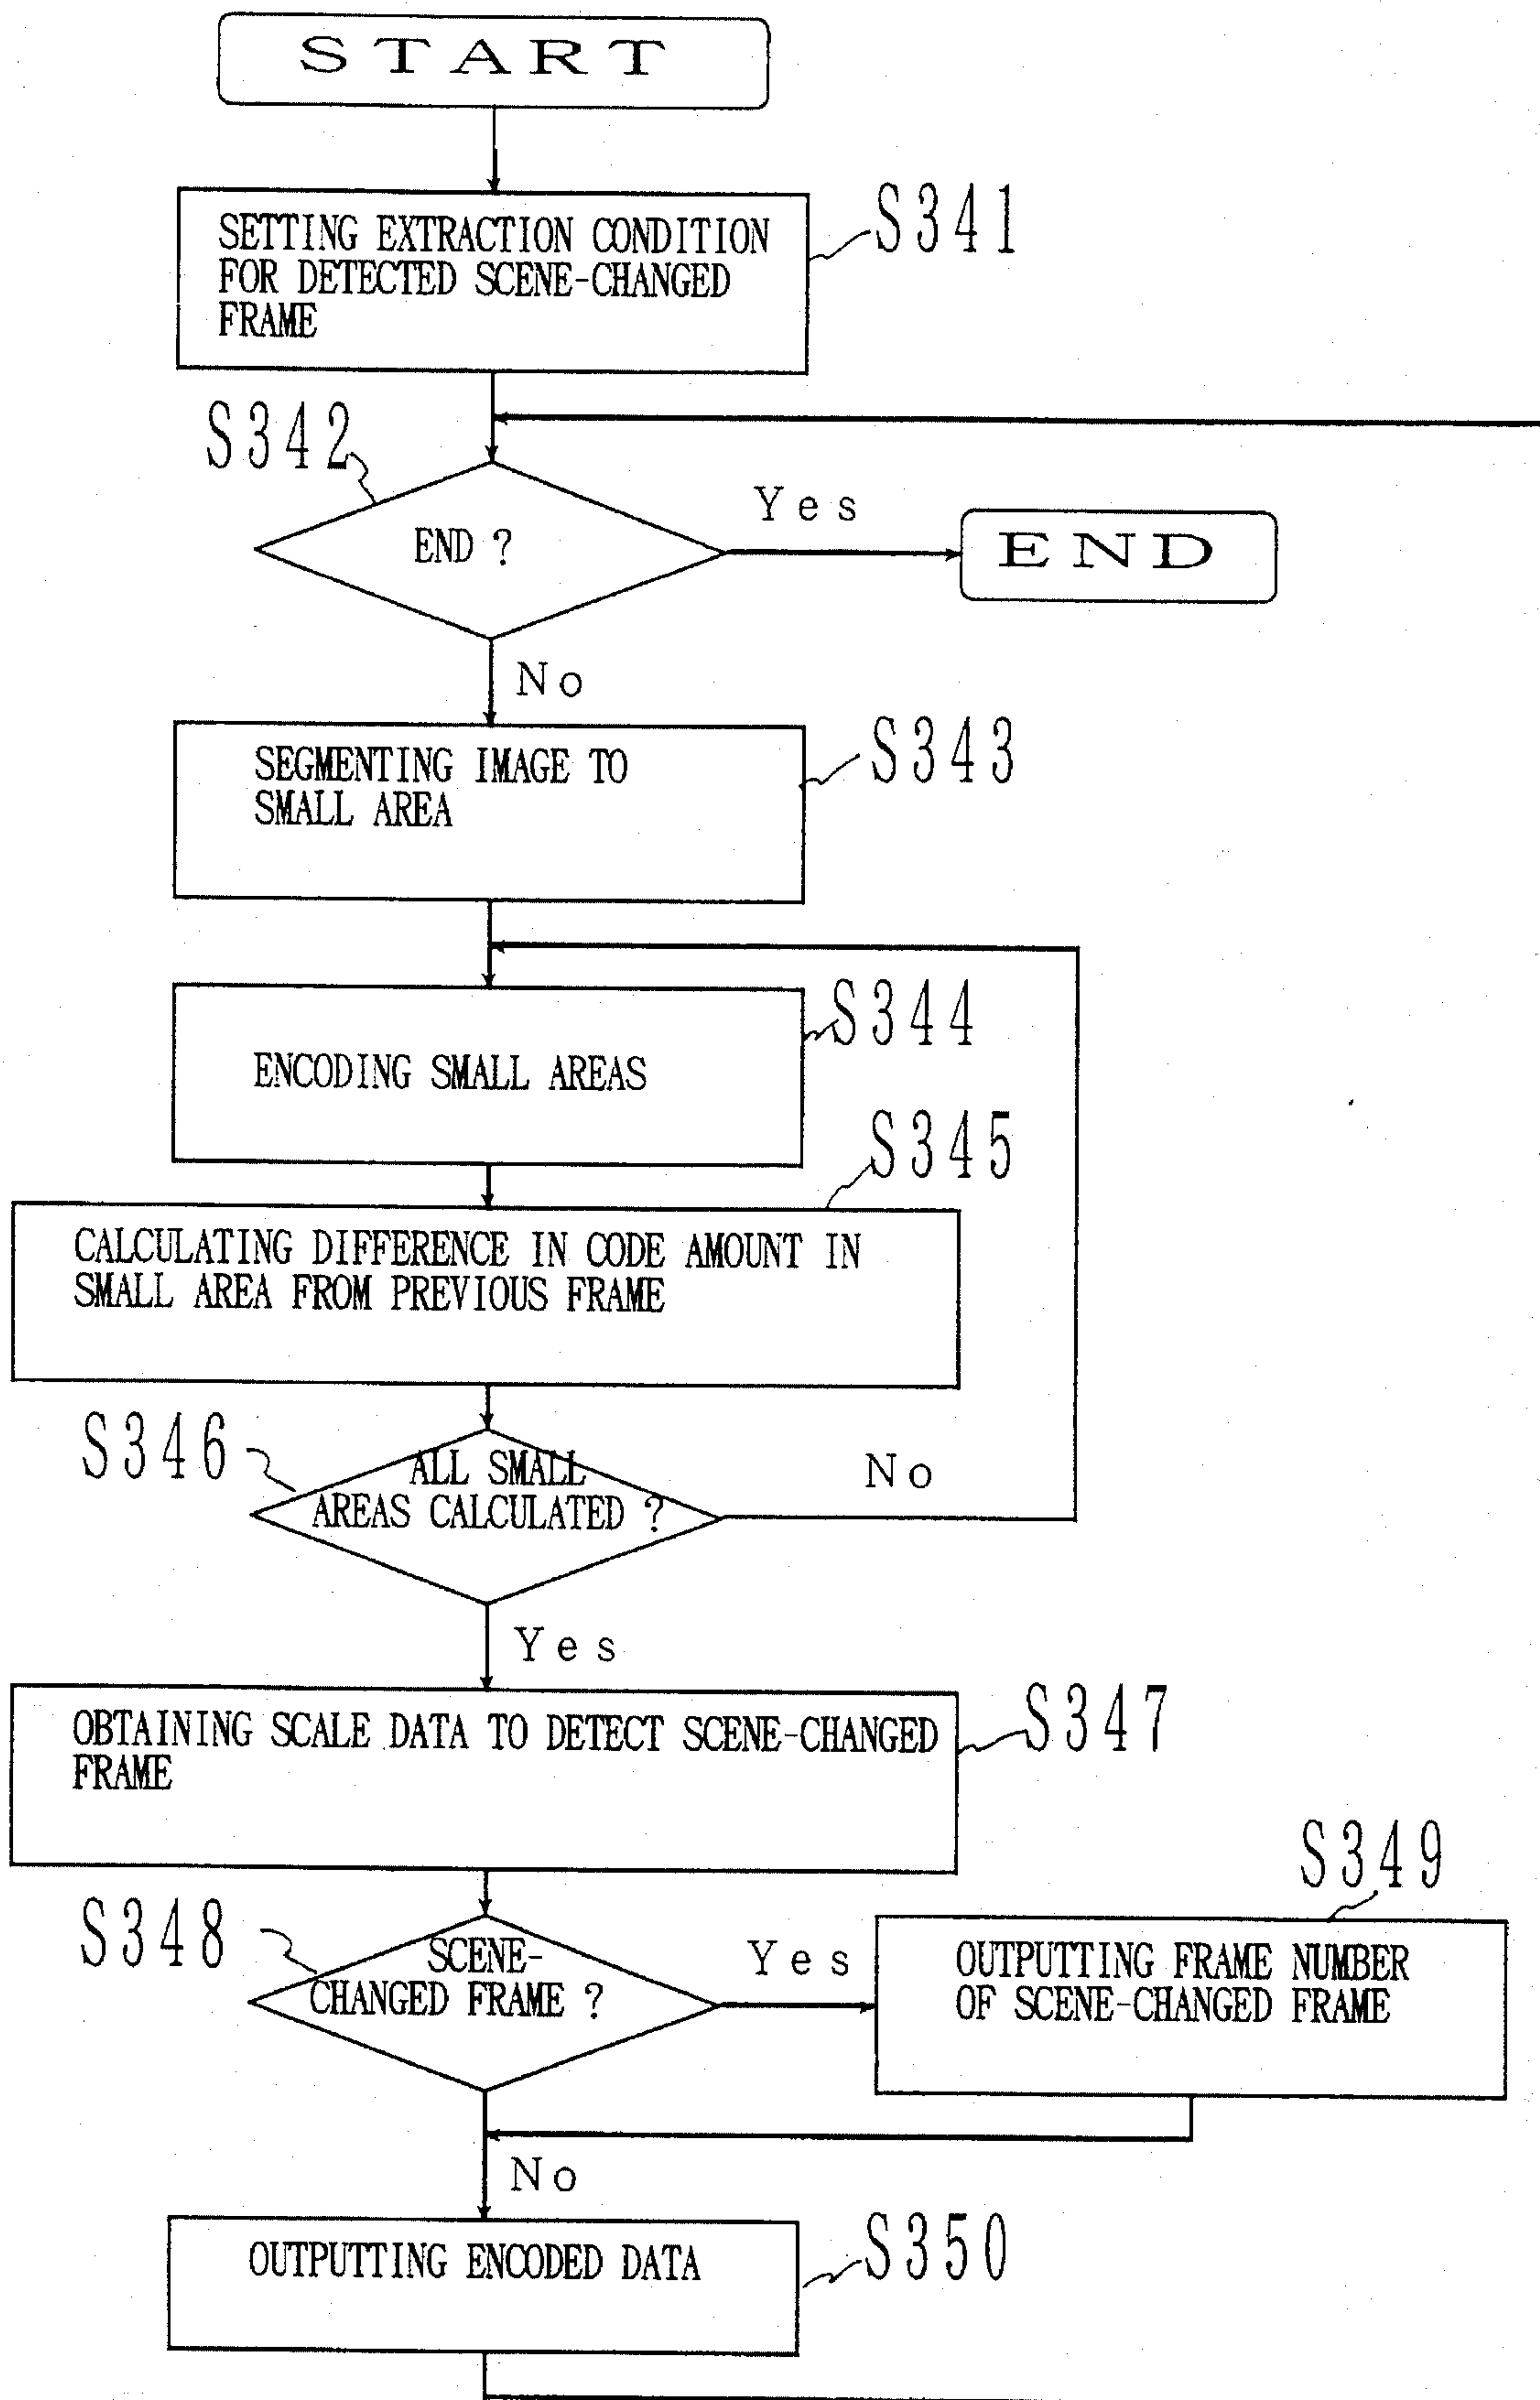 START
S341
SETTING EXTRACTION CONDITION
FOR DETECTED SCENE-CHANGED
FRAME
S342
END ?
Yes
END
No
S343
SEGMENTING IMAGE TO
SMALL AREA
S344
ENCODING SMALL AREAS
S345
CALCULATING DIFFERENCE IN CODE AMOUNT IN
SMALL AREA FROM PREVIOUS FRAME
S346
ALL SMALL
AREAS CALCULATED ?
No
Yes
S347
OBTAINING SCALE DATA TO DETECT SCENE-CHANGED
FRAME
S348
SCENE-
CHANGED FRAME ?
Yes
S349
OUTPUTTING FRAME NUMBER
OF SCENE-CHANGED FRAME
No
S350
OUTPUTTING ENCODED DATA